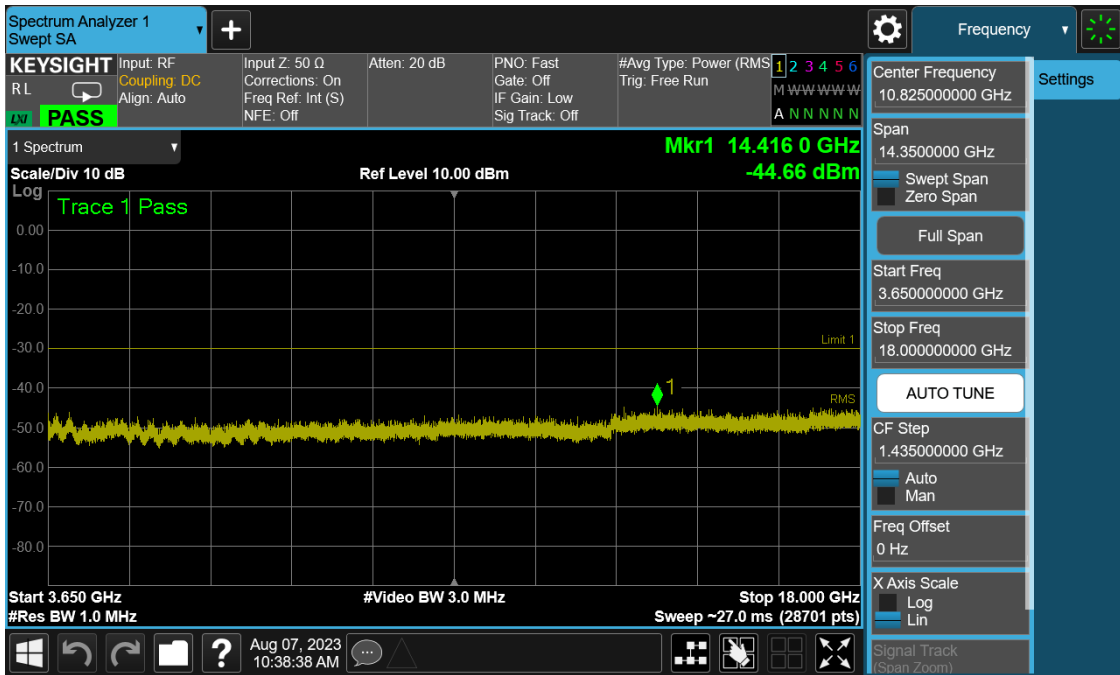 Spectrum Analyzer 1
Swept SA
+
Frequency
KEYSIGHT
R L
LXI
PASS
Input: RF
Coupling: DC
Align: Auto
Input Z: 50 Ω
Corrections: On
Freq Ref: Int (S)
NFE: Off
Atten: 20 dB
PNO: Fast
Gate: Off
IF Gain: Low
Sig Track: Off
#Avg Type: Power (RMS
Trig: Free Run
1 2 3 4 5 6
M W W W W W
A N N N N N
1 Spectrum
Scale/Div 10 dB
Ref Level 10.00 dBm
Mkr1 14.416 0 GHz
-44.66 dBm
Log
Trace 1 Pass
0.00
-10.0
-20.0
-30.0
Limit 1
-40.0
1
RMS
-50.0
-60.0
-70.0
-80.0
Start 3.650 GHz
#Video BW 3.0 MHz
Stop 18.000 GHz
#Res BW 1.0 MHz
Sweep ~27.0 ms (28701 pts)
Center Frequency
10.825000000 GHz
Settings
Span
14.3500000 GHz
Swept Span
Zero Span
Full Span
Start Freq
3.650000000 GHz
Stop Freq
18.000000000 GHz
AUTO TUNE
CF Step
1.435000000 GHz
Auto
Man
Freq Offset
0 Hz
X Axis Scale
Log
Lin
Signal Track
(Span Zoom)
?
Aug 07, 2023
10:38:38 AM